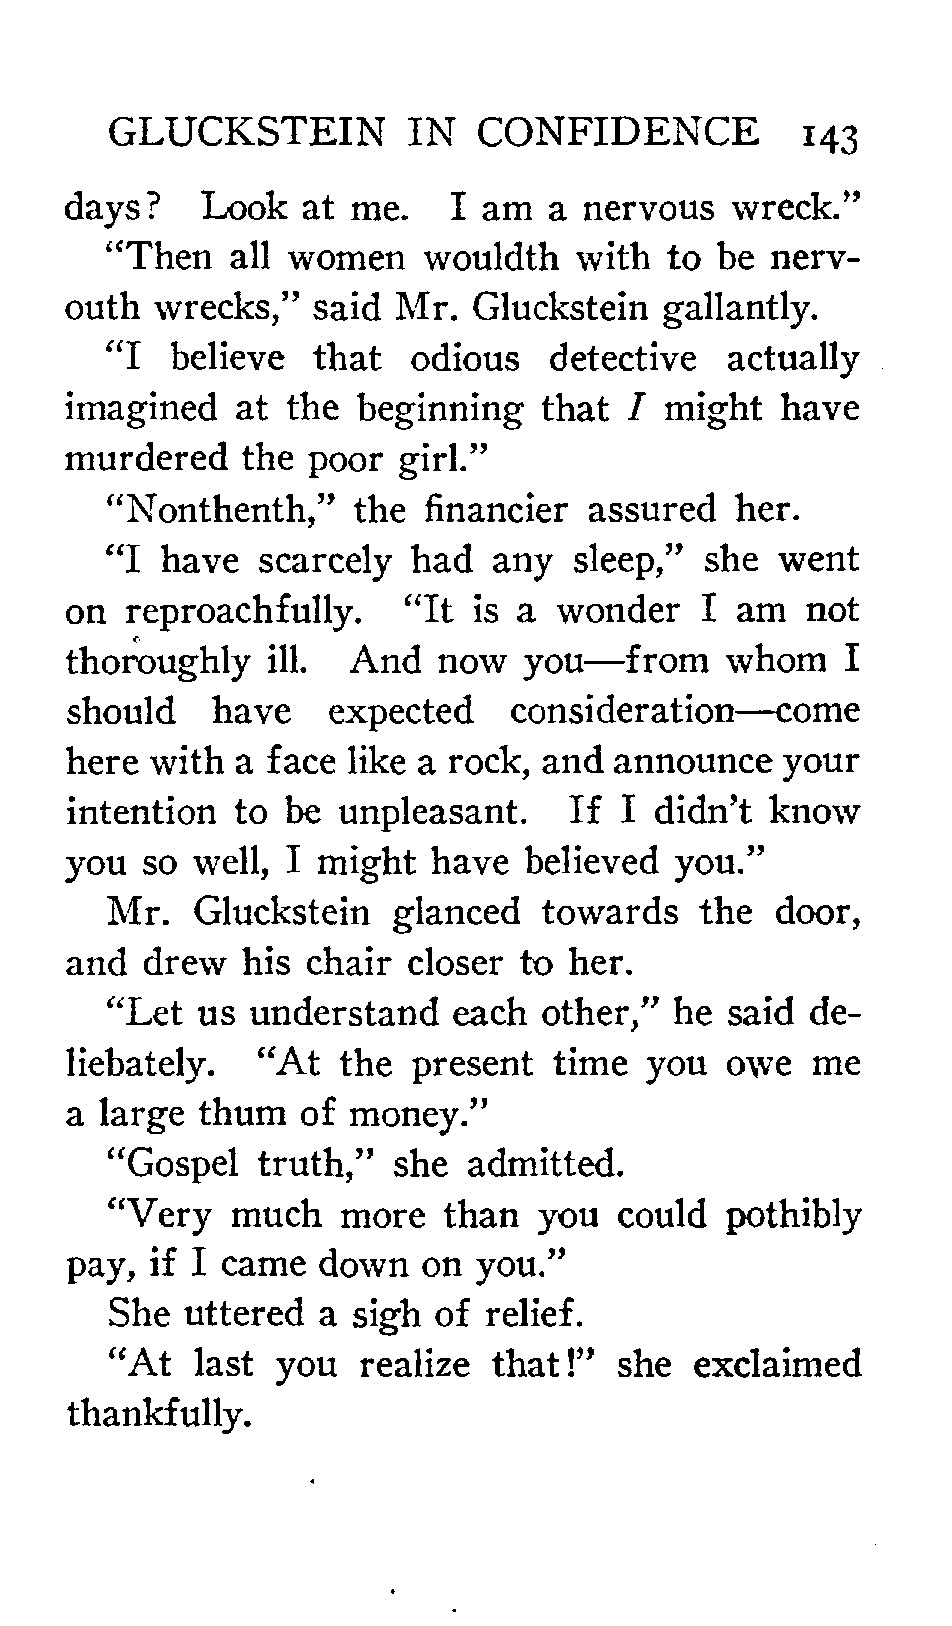 GLUCKSTEIN IN CONFIDENCE 143
days? Look at me. I am a nervous wreck.”
“Then all women wouldth with to be nerv-
outh wrecks,” said Mr. Gluckstein gallantly.
“I believe that odious detective actually
imagined at the beginning that I might have
murdered the poor girl.”
“Nonthenth,” the financier assured her.
“I have scarcely had any sleep,” she went
on reproachfully. “It is a wonder I am not
thoroughly ill. And now you—from whom I
should have expected consideration—come
here with a face like a rock, and announce your
intention to be unpleasant. If I didn’t know
you so well, I might have believed you.”
Mr. Gluckstein glanced towards the door,
and drew his chair closer to her.
“Let us understand each other,” he said de-
liebately. “At the present time you owe me
a large thum of money.”
“Gospel truth,” she admitted.
“Very much more than you could pothibly
pay, if I came down on you.”
She uttered a sigh of relief.
“At last you realize that!” she exclaimed
thankfully.